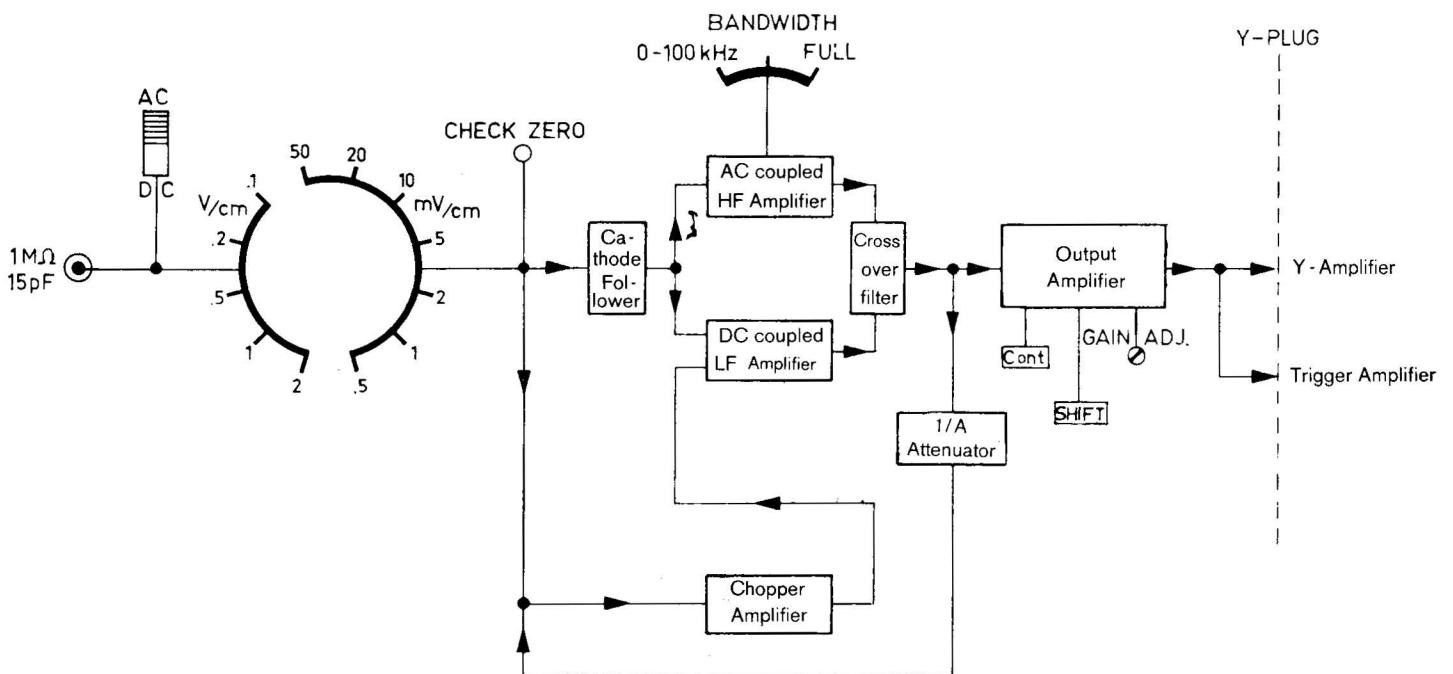 BANDWIDTH
0-100 kHz FULL
Y-PLUG
AC
DC
CHECK ZERO
50
20
10
mV/cm
5
2
1
.5
.1
V/cm
.2
.5
1
2
1MΩ
15pF
Ca-
thode
Fol-
lower
AC coupled
HF Amplifier
DC coupled
LF Amplifier
Cross
over
filter
Output
Amplifier
Cont
SHIFT
GAIN ADJ.
Y-Amplifier
Trigger Amplifier
1/A
Attenuator
Chopper
Amplifier